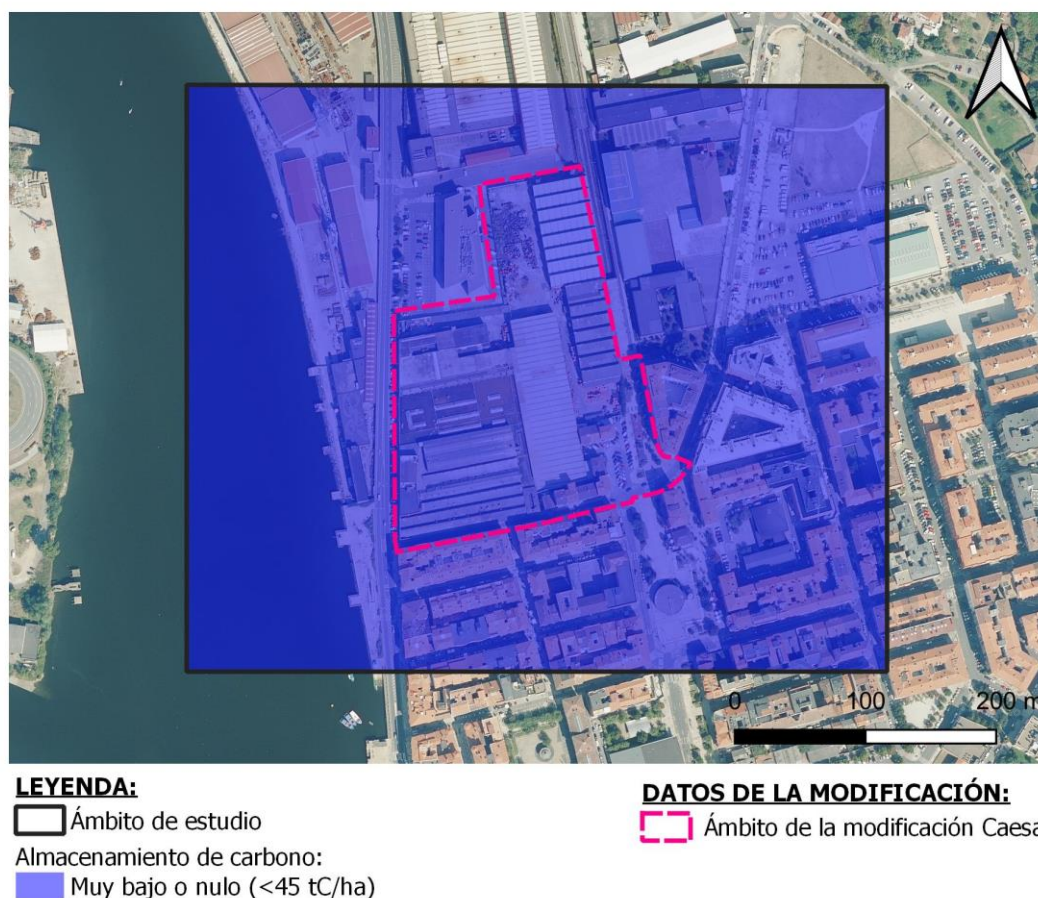 0 100 200 m
LEYENDA:
Ámbito de estudio
Almacenamiento de carbono:
Muy bajo o nulo (<45 tC/ha)
DATOS DE LA MODIFICACIÓN:
Ámbito de la modificación Caesa